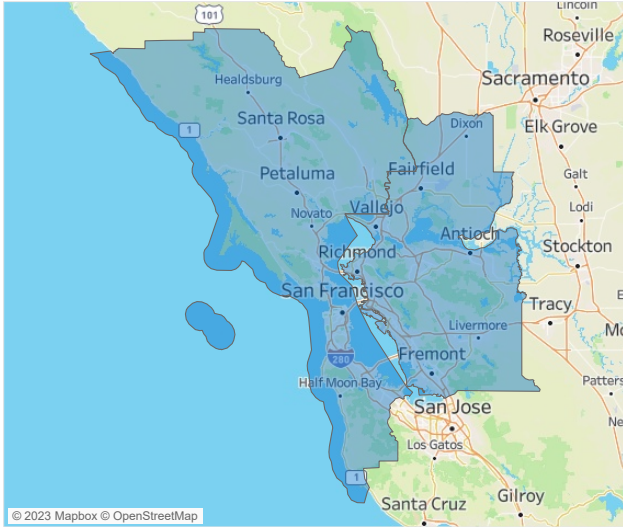 Lincoln
101
Roseville
Healdsburg
Sacramento
1
Santa Rosa
Dixon
Elk Grove
Petaluma
Fairfield
Galt
Novato
Vallejo
Lodi
Antioch
Stockton
Richmond
San Francisco
Tracy
Livermore
280
Fremont
Half Moon Bay
Patters
San Jose
Los Gatos
1
Gilroy
Santa Cruz
© 2023 Mapbox © OpenStreetMap